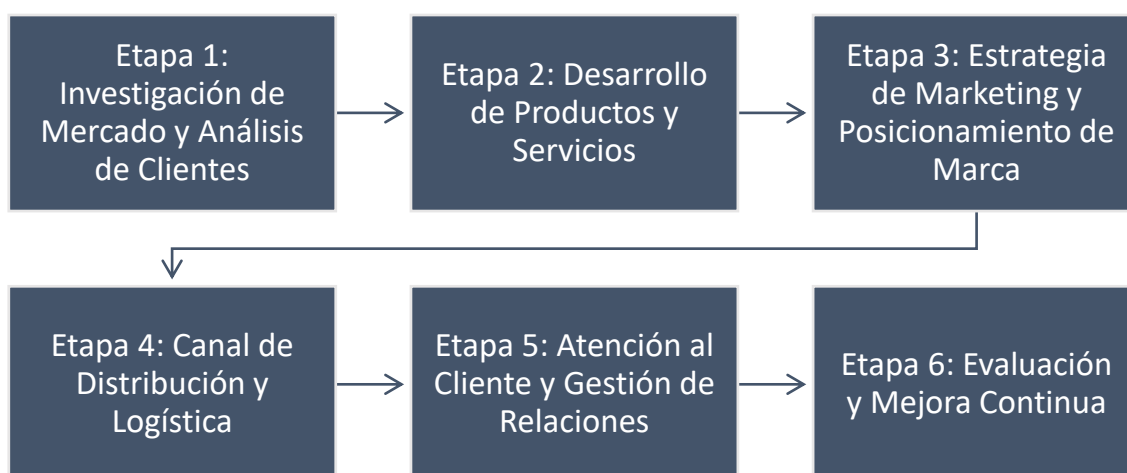 Etapa 1:
Investigación de
Mercado y Análisis
de Clientes
Etapa 2: Desarrollo
de Productos y
Servicios
Etapa 3: Estrategia
de Marketing y
Posicionamiento de
Marca
Etapa 4: Canal de
Distribución y
Logística
Etapa 5: Atención al
Cliente y Gestión de
Relaciones
Etapa 6: Evaluación
y Mejora Continua